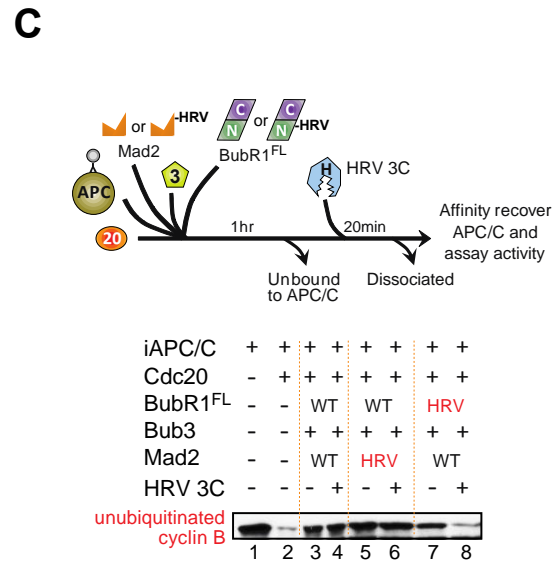 C
or -HRV
Mad2
C N or C N -HRV
BubR1FL
APC
3
20
H HRV 3C
1hr
20min
Unbound
to APC/C
Dissociated
Affinity recover
APC/C and
assay activity
iAPC/C + + + + + + + +
Cdc20 - + + + + + + +
BubR1FL - - WT WT HRV
Bub3 - - + + + + + +
Mad2 - - WT HRV WT
HRV 3C - - - + - + - +
unubiquitinated
cyclin B
1 2 3 4 5 6 7 8